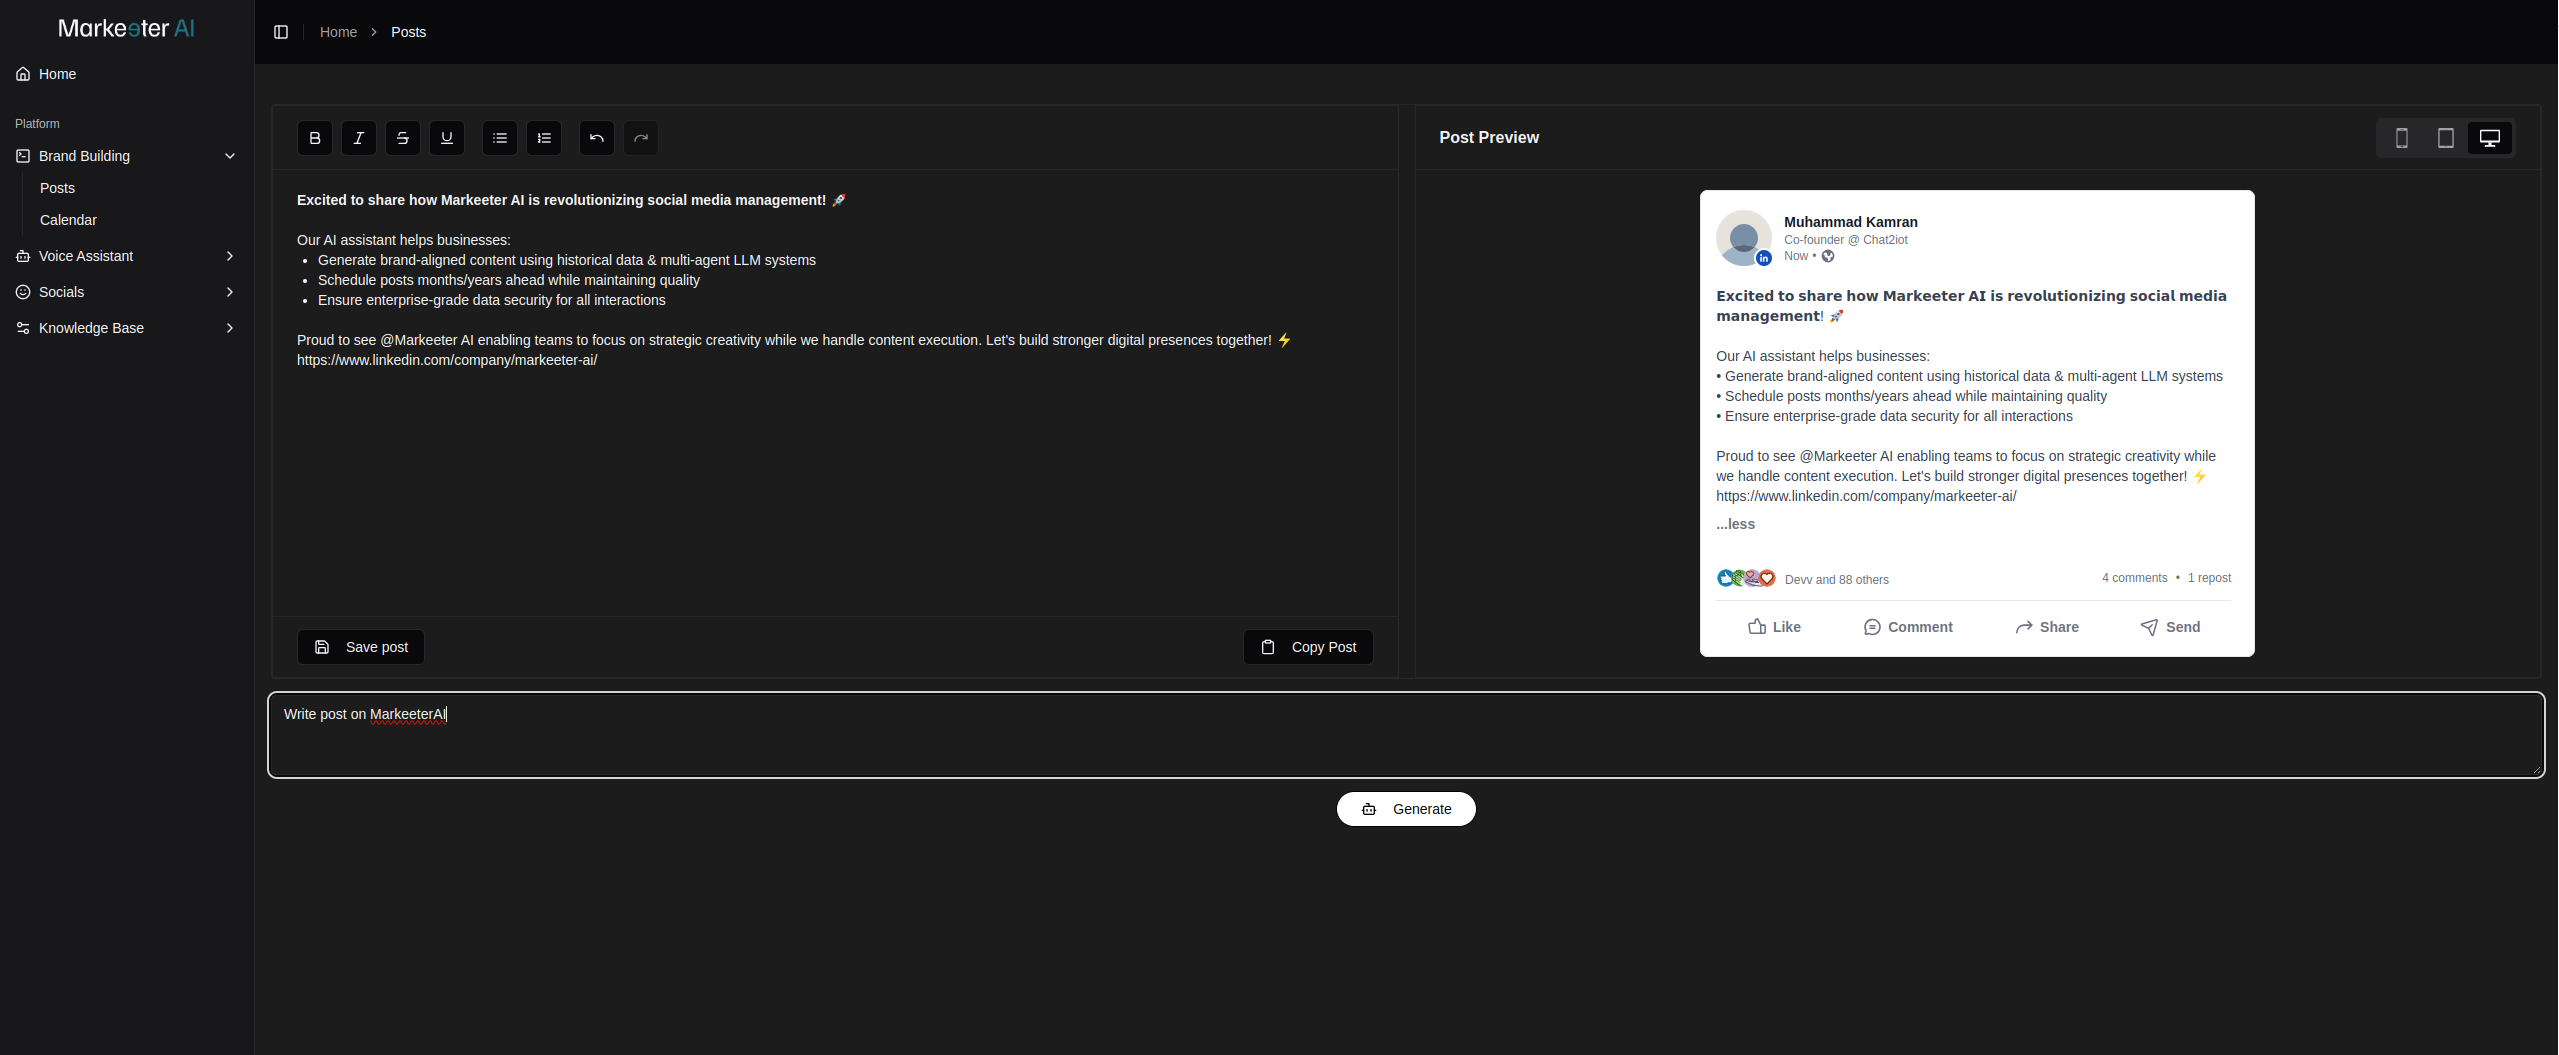 Markeeter AI
Home
Platform
Brand Building
Posts
Calendar
Voice Assistant
Socials
Knowledge Base
Home > Posts
Excited to share how Markeeter AI is revolutionizing social media management! 🚀
Our AI assistant helps businesses:
• Generate brand-aligned content using historical data & multi-agent LLM systems
• Schedule posts months/years ahead while maintaining quality
• Ensure enterprise-grade data security for all interactions
Proud to see @Markeeter AI enabling teams to focus on strategic creativity while we handle content execution. Let's build stronger digital presences together! ⚡
https://www.linkedin.com/company/markeeter-ai/
Save post
Copy Post
Post Preview
Muhammad Kamran
Co-founder @ Chat2iot
Now •
in
Excited to share how Markeeter AI is revolutionizing social media
management! 🚀
Our AI assistant helps businesses:
• Generate brand-aligned content using historical data & multi-agent LLM systems
• Schedule posts months/years ahead while maintaining quality
• Ensure enterprise-grade data security for all interactions
Proud to see @Markeeter AI enabling teams to focus on strategic creativity while
we handle content execution. Let's build stronger digital presences together! ⚡
https://www.linkedin.com/company/markeeter-ai/
...less
Devv and 88 others
4 comments • 1 repost
Like
Comment
Share
Send
Write post on MarkeeterAI
Generate